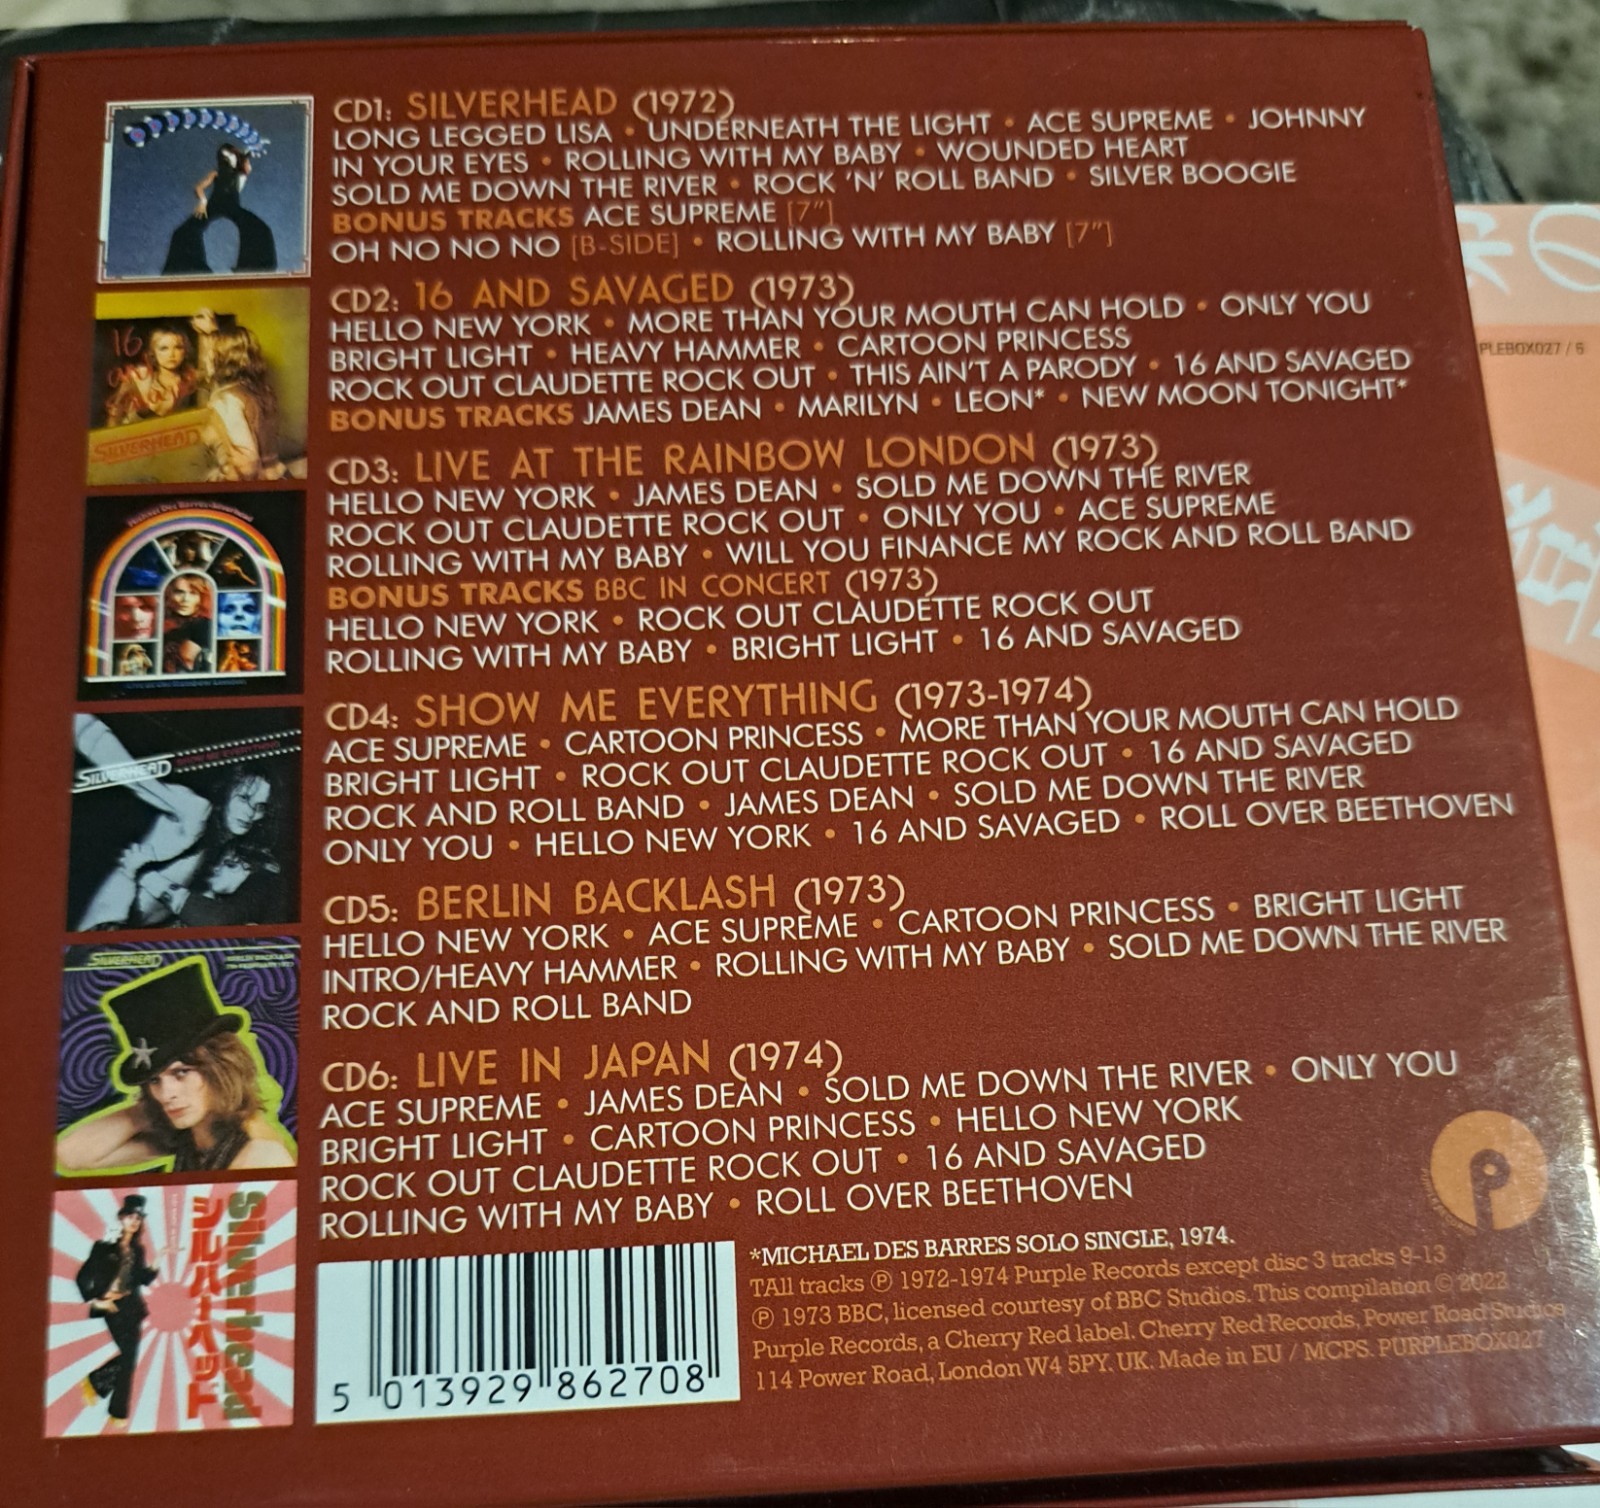 CD1: SILVERHEAD (1972)
LONG LEGGED LISA • UNDERNEATH THE LIGHT • ACE SUPREME • JOHNNY
IN YOUR EYES • ROLLING WITH MY BABY • WOUNDED HEART
SOLD ME DOWN THE RIVER • ROCK 'N' ROLL BAND • SILVER BOOGIE
BONUS TRACKS ACE SUPREME [7"]
OH NO NO NO [B-SIDE] • ROLLING WITH MY BABY [7"]
CD2: 16 AND SAVAGED (1973)
HELLO NEW YORK • MORE THAN YOUR MOUTH CAN HOLD • ONLY YOU
BRIGHT LIGHT • HEAVY HAMMER • CARTOON PRINCESS
ROCK OUT CLAUDETTE ROCK OUT • THIS AIN'T A PARODY • 16 AND SAVAGED
BONUS TRACKS JAMES DEAN • MARILYN • LEON* • NEW MOON TONIGHT*
CD3: LIVE AT THE RAINBOW LONDON (1973)
HELLO NEW YORK • JAMES DEAN • SOLD ME DOWN THE RIVER
ROCK OUT CLAUDETTE ROCK OUT • ONLY YOU • ACE SUPREME
ROLLING WITH MY BABY • WILL YOU FINANCE MY ROCK AND ROLL BAND
BONUS TRACKS BBC IN CONCERT (1973)
HELLO NEW YORK • ROCK OUT CLAUDETTE ROCK OUT
ROLLING WITH MY BABY • BRIGHT LIGHT • 16 AND SAVAGED
CD4: SHOW ME EVERYTHING (1973-1974)
ACE SUPREME • CARTOON PRINCESS • MORE THAN YOUR MOUTH CAN HOLD
BRIGHT LIGHT • ROCK OUT CLAUDETTE ROCK OUT • 16 AND SAVAGED
ROCK AND ROLL BAND • JAMES DEAN • SOLD ME DOWN THE RIVER
ONLY YOU • HELLO NEW YORK • 16 AND SAVAGED • ROLL OVER BEETHOVEN
CD5: BERLIN BACKLASH (1973)
HELLO NEW YORK • ACE SUPREME • CARTOON PRINCESS • BRIGHT LIGHT
INTRO/HEAVY HAMMER • ROLLING WITH MY BABY • SOLD ME DOWN THE RIVER
ROCK AND ROLL BAND
CD6: LIVE IN JAPAN (1974)
ACE SUPREME • JAMES DEAN • SOLD ME DOWN THE RIVER • ONLY YOU
BRIGHT LIGHT • CARTOON PRINCESS • HELLO NEW YORK
ROCK OUT CLAUDETTE ROCK OUT • 16 AND SAVAGED
ROLLING WITH MY BABY • ROLL OVER BEETHOVEN
*MICHAEL DES BARRES SOLO SINGLE, 1974.
TAll tracks ℗ 1972-1974 Purple Records except disc 3 tracks 9-13
℗ 1973 BBC, licensed courtesy of BBC Studios. This compilation © 2022
Purple Records, a Cherry Red label. Cherry Red Records, Power Road Studios,
114 Power Road, London W4 5PY. UK. Made in EU / MCPS. PURPLEBOX027
5 013929 862708
16
SILVERHEAD
Michael Des Barres Silverhead
SILVERHEAD
SHOW ME EVERYTHING
SILVERHEAD
BERLIN BACKLASH
Silverhead
シルバーヘッド
PLEBOX027 / 6